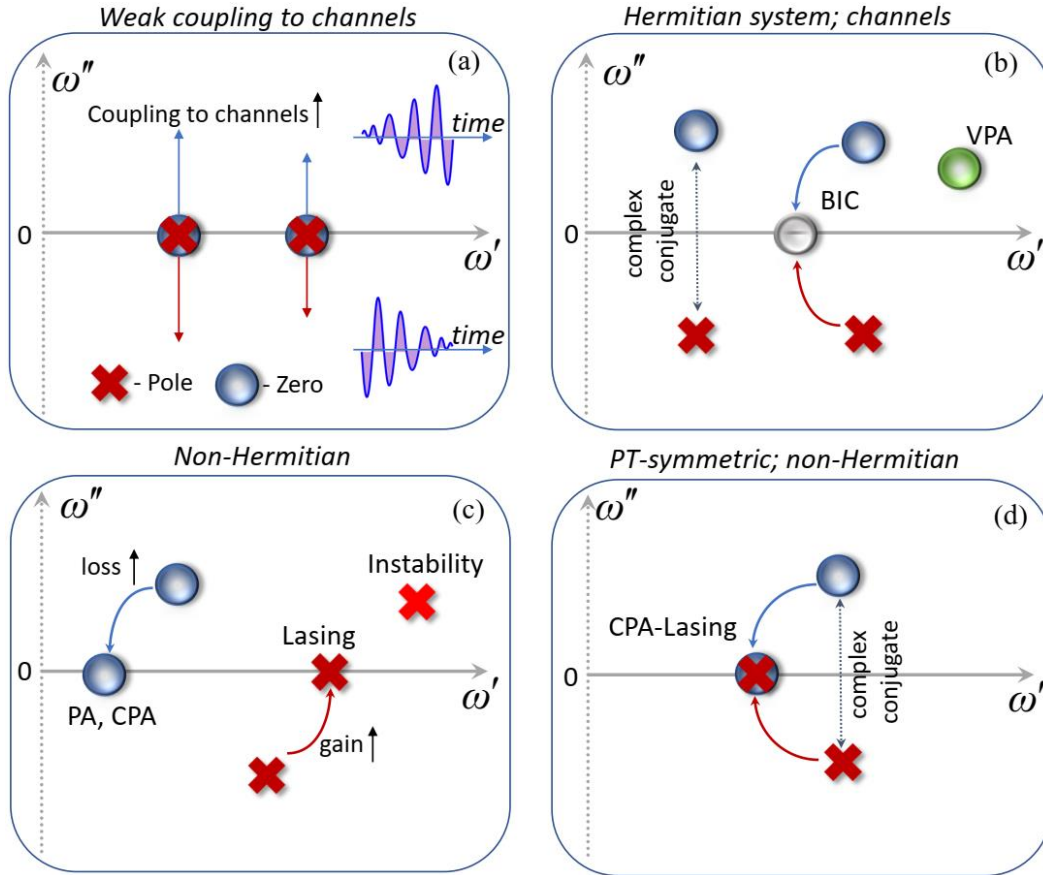 Weak coupling to channels
(a)
ω″
Coupling to channels
time
0
ω′
time
- Pole
- Zero
Hermitian system; channels
(b)
ω″
VPA
BIC
complex
conjugate
0
ω′
Non-Hermitian
(c)
ω″
loss
Instability
Lasing
0
ω′
PA, CPA
gain
PT-symmetric; non-Hermitian
(d)
ω″
CPA-Lasing
complex
conjugate
0
ω′